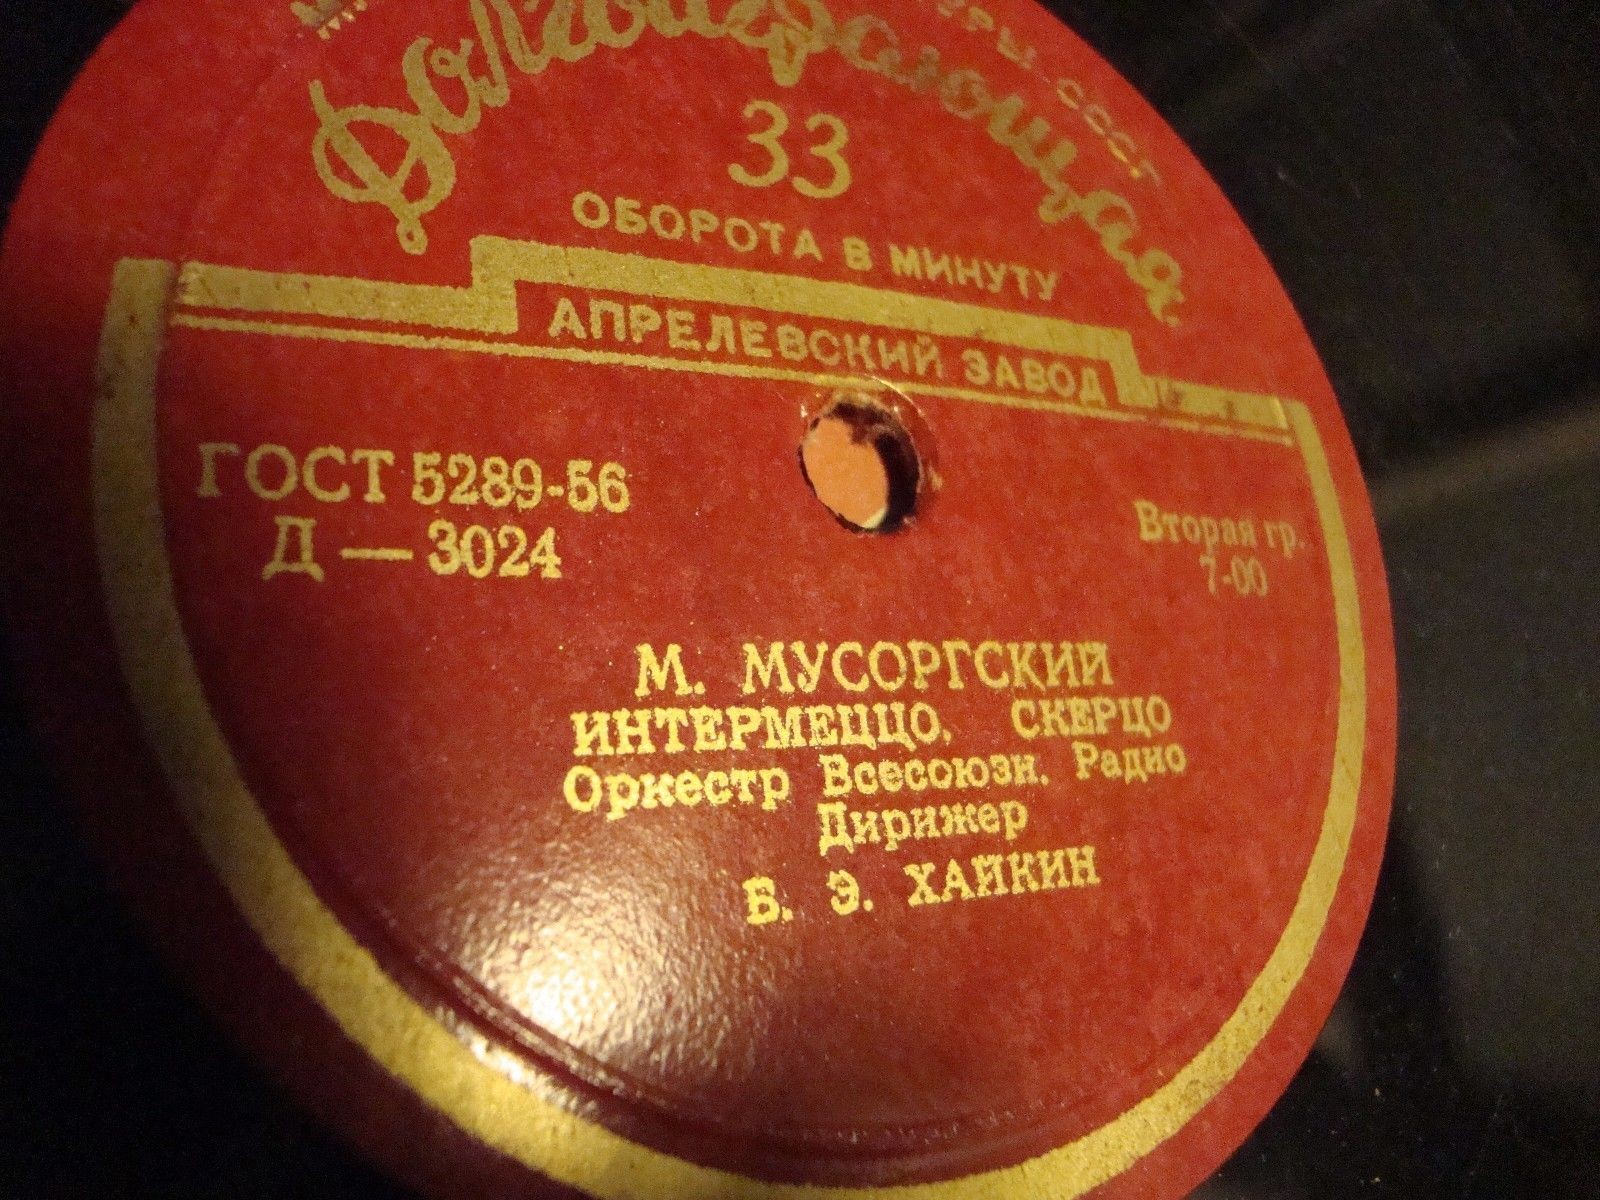 Долгоиграющая
33
ОБОРОТА В МИНУТУ
АПРЕЛЕВСКИЙ ЗАВОД
ГОСТ 5289-56
Д — 3024
Вторая гр.
7-00
М. МУСОРГСКИЙ
ИНТЕРМЕЦЦО. СКЕРЦО
Оркестр Всесоюзн. Радио
Дирижер
Б. Э. ХАЙКИН